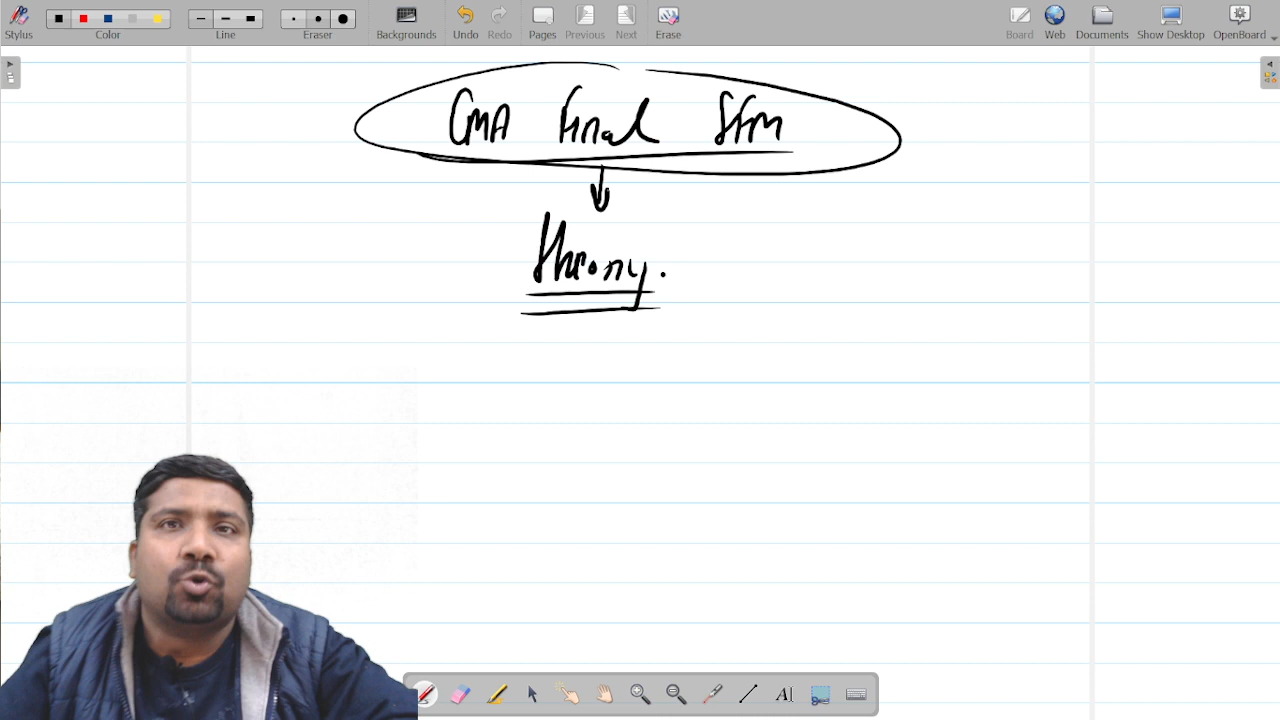 Stylus Color Line Eraser Backgrounds Undo Redo Pages Previous Next Erase Board Web Documents Show Desktop OpenBoard
CMA Final SFM
Theory.
A